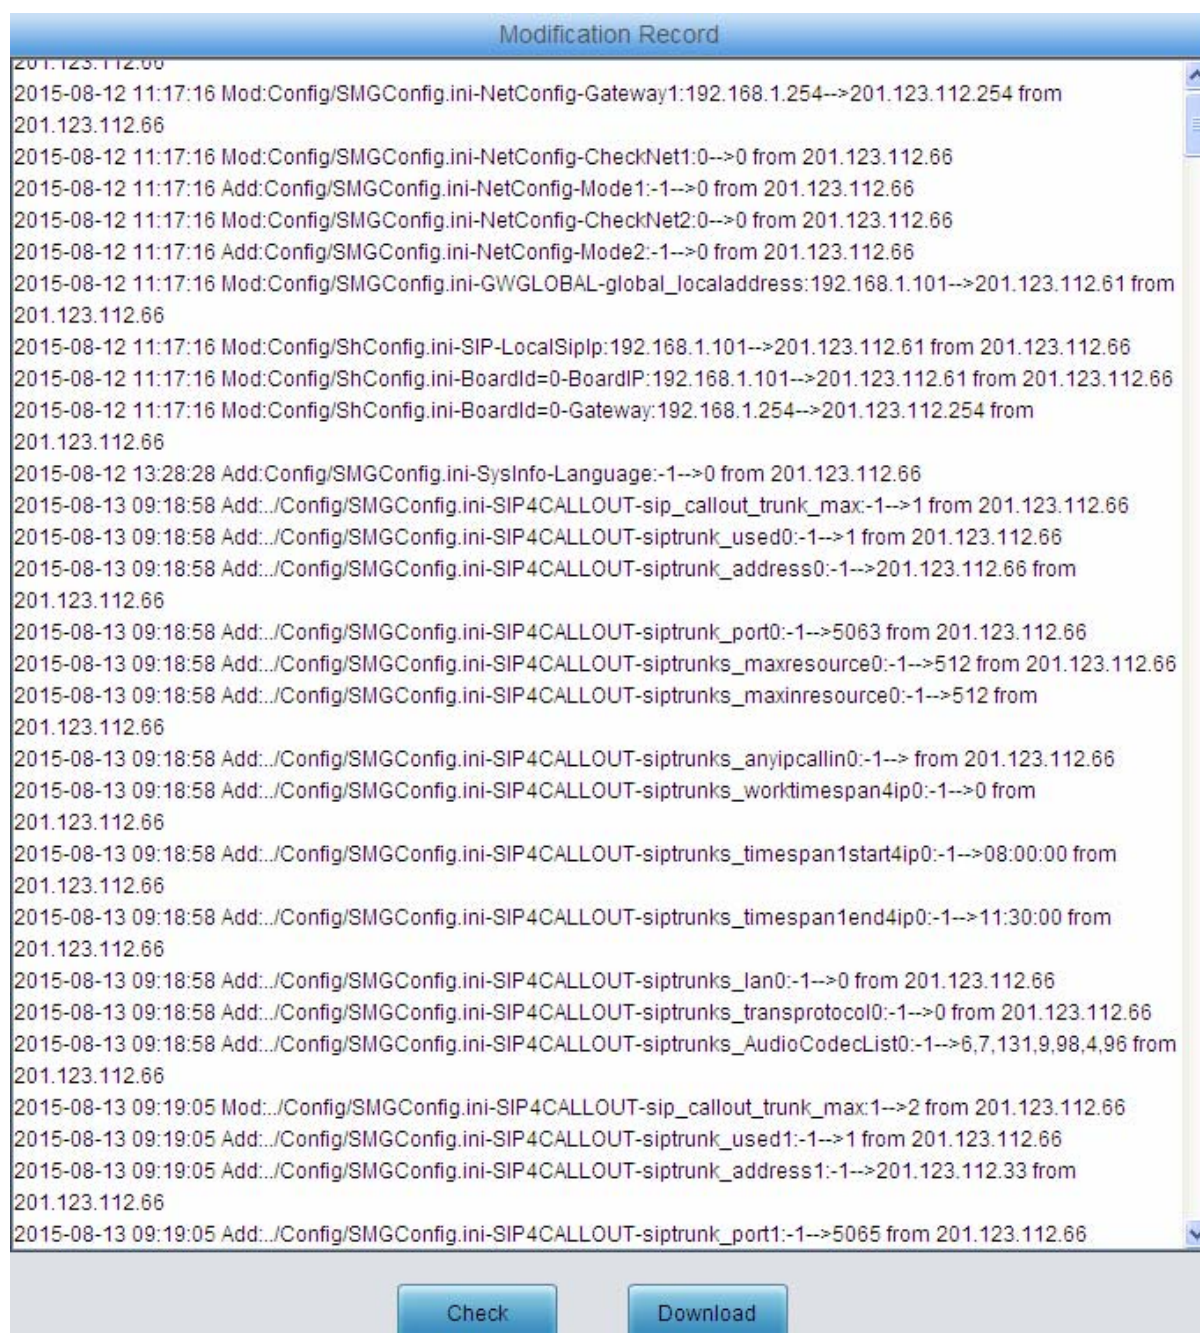 Modification Record
201.123.112.66
2015-08-12 11:17:16 Mod:Config/SMGConfig.ini-NetConfig-Gateway1:192.168.1.254-->201.123.112.254 from
201.123.112.66
2015-08-12 11:17:16 Mod:Config/SMGConfig.ini-NetConfig-CheckNet1:0-->0 from 201.123.112.66
2015-08-12 11:17:16 Add:Config/SMGConfig.ini-NetConfig-Mode1:-1-->0 from 201.123.112.66
2015-08-12 11:17:16 Mod:Config/SMGConfig.ini-NetConfig-CheckNet2:0-->0 from 201.123.112.66
2015-08-12 11:17:16 Add:Config/SMGConfig.ini-NetConfig-Mode2:-1-->0 from 201.123.112.66
2015-08-12 11:17:16 Mod:Config/SMGConfig.ini-GWGLOBAL-global_localaddress:192.168.1.101-->201.123.112.61 from
201.123.112.66
2015-08-12 11:17:16 Mod:Config/ShConfig.ini-SIP-LocalSipIp:192.168.1.101-->201.123.112.61 from 201.123.112.66
2015-08-12 11:17:16 Mod:Config/ShConfig.ini-BoardId=0-BoardIP:192.168.1.101-->201.123.112.61 from 201.123.112.66
2015-08-12 11:17:16 Mod:Config/ShConfig.ini-BoardId=0-Gateway:192.168.1.254-->201.123.112.254 from
201.123.112.66
2015-08-12 13:28:28 Add:Config/SMGConfig.ini-SysInfo-Language:-1-->0 from 201.123.112.66
2015-08-13 09:18:58 Add:../Config/SMGConfig.ini-SIP4CALLOUT-sip_callout_trunk_max:-1-->1 from 201.123.112.66
2015-08-13 09:18:58 Add:../Config/SMGConfig.ini-SIP4CALLOUT-siptrunk_used0:-1-->1 from 201.123.112.66
2015-08-13 09:18:58 Add:../Config/SMGConfig.ini-SIP4CALLOUT-siptrunk_address0:-1-->201.123.112.66 from
201.123.112.66
2015-08-13 09:18:58 Add:../Config/SMGConfig.ini-SIP4CALLOUT-siptrunk_port0:-1-->5063 from 201.123.112.66
2015-08-13 09:18:58 Add:../Config/SMGConfig.ini-SIP4CALLOUT-siptrunks_maxresource0:-1-->512 from 201.123.112.66
2015-08-13 09:18:58 Add:../Config/SMGConfig.ini-SIP4CALLOUT-siptrunks_maxinresource0:-1-->512 from
201.123.112.66
2015-08-13 09:18:58 Add:../Config/SMGConfig.ini-SIP4CALLOUT-siptrunks_anyipcallin0:-1--> from 201.123.112.66
2015-08-13 09:18:58 Add:../Config/SMGConfig.ini-SIP4CALLOUT-siptrunks_worktimespan4ip0:-1-->0 from
201.123.112.66
2015-08-13 09:18:58 Add:../Config/SMGConfig.ini-SIP4CALLOUT-siptrunks_timespan1start4ip0:-1-->08:00:00 from
201.123.112.66
2015-08-13 09:18:58 Add:../Config/SMGConfig.ini-SIP4CALLOUT-siptrunks_timespan1end4ip0:-1-->11:30:00 from
201.123.112.66
2015-08-13 09:18:58 Add:../Config/SMGConfig.ini-SIP4CALLOUT-siptrunks_lan0:-1-->0 from 201.123.112.66
2015-08-13 09:18:58 Add:../Config/SMGConfig.ini-SIP4CALLOUT-siptrunks_transprotocol0:-1-->0 from 201.123.112.66
2015-08-13 09:18:58 Add:../Config/SMGConfig.ini-SIP4CALLOUT-siptrunks_AudioCodecList0:-1-->6,7,131,9,98,4,96 from
201.123.112.66
2015-08-13 09:19:05 Mod:../Config/SMGConfig.ini-SIP4CALLOUT-sip_callout_trunk_max:1-->2 from 201.123.112.66
2015-08-13 09:19:05 Add:../Config/SMGConfig.ini-SIP4CALLOUT-siptrunk_used1:-1-->1 from 201.123.112.66
2015-08-13 09:19:05 Add:../Config/SMGConfig.ini-SIP4CALLOUT-siptrunk_address1:-1-->201.123.112.33 from
201.123.112.66
2015-08-13 09:19:05 Add:../Config/SMGConfig.ini-SIP4CALLOUT-siptrunk_port1:-1-->5065 from 201.123.112.66
Check
Download